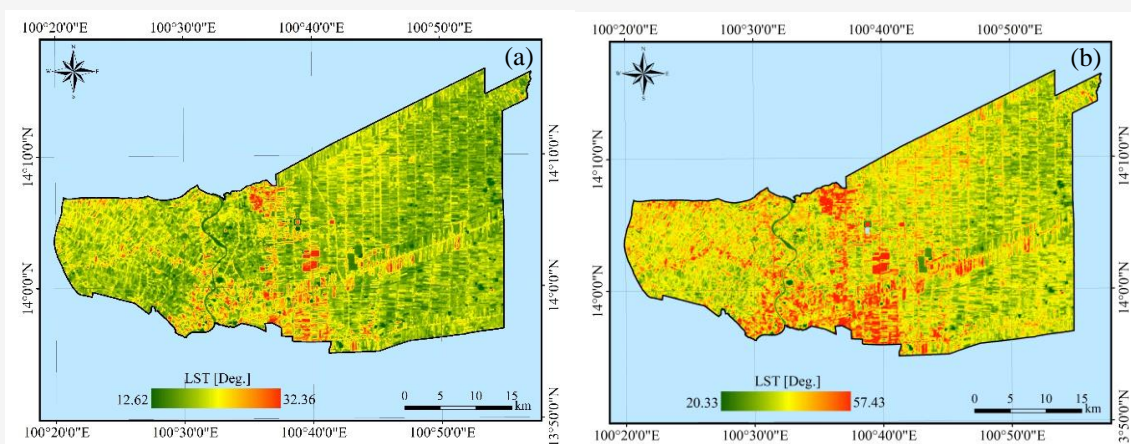 100°20'0"E 100°30'0"E 100°40'0"E 100°50'0"E
(a)
N
W E
S
14°10'0"N 14°10'0"N
14°0'0"N 14°0'0"N
13°50'0"N
LST [Deg.]
12.62 32.36
0 5 10 15
km
100°20'0"E 100°30'0"E 100°40'0"E 100°50'0"E
100°20'0"E 100°30'0"E 100°40'0"E 100°50'0"E
(b)
N
W E
S
14°10'0"N 14°10'0"N
14°0'0"N 14°0'0"N
13°50'0"N
LST [Deg.]
20.33 57.43
0 5 10 15
km
100°20'0"E 100°30'0"E 100°40'0"E 100°50'0"E